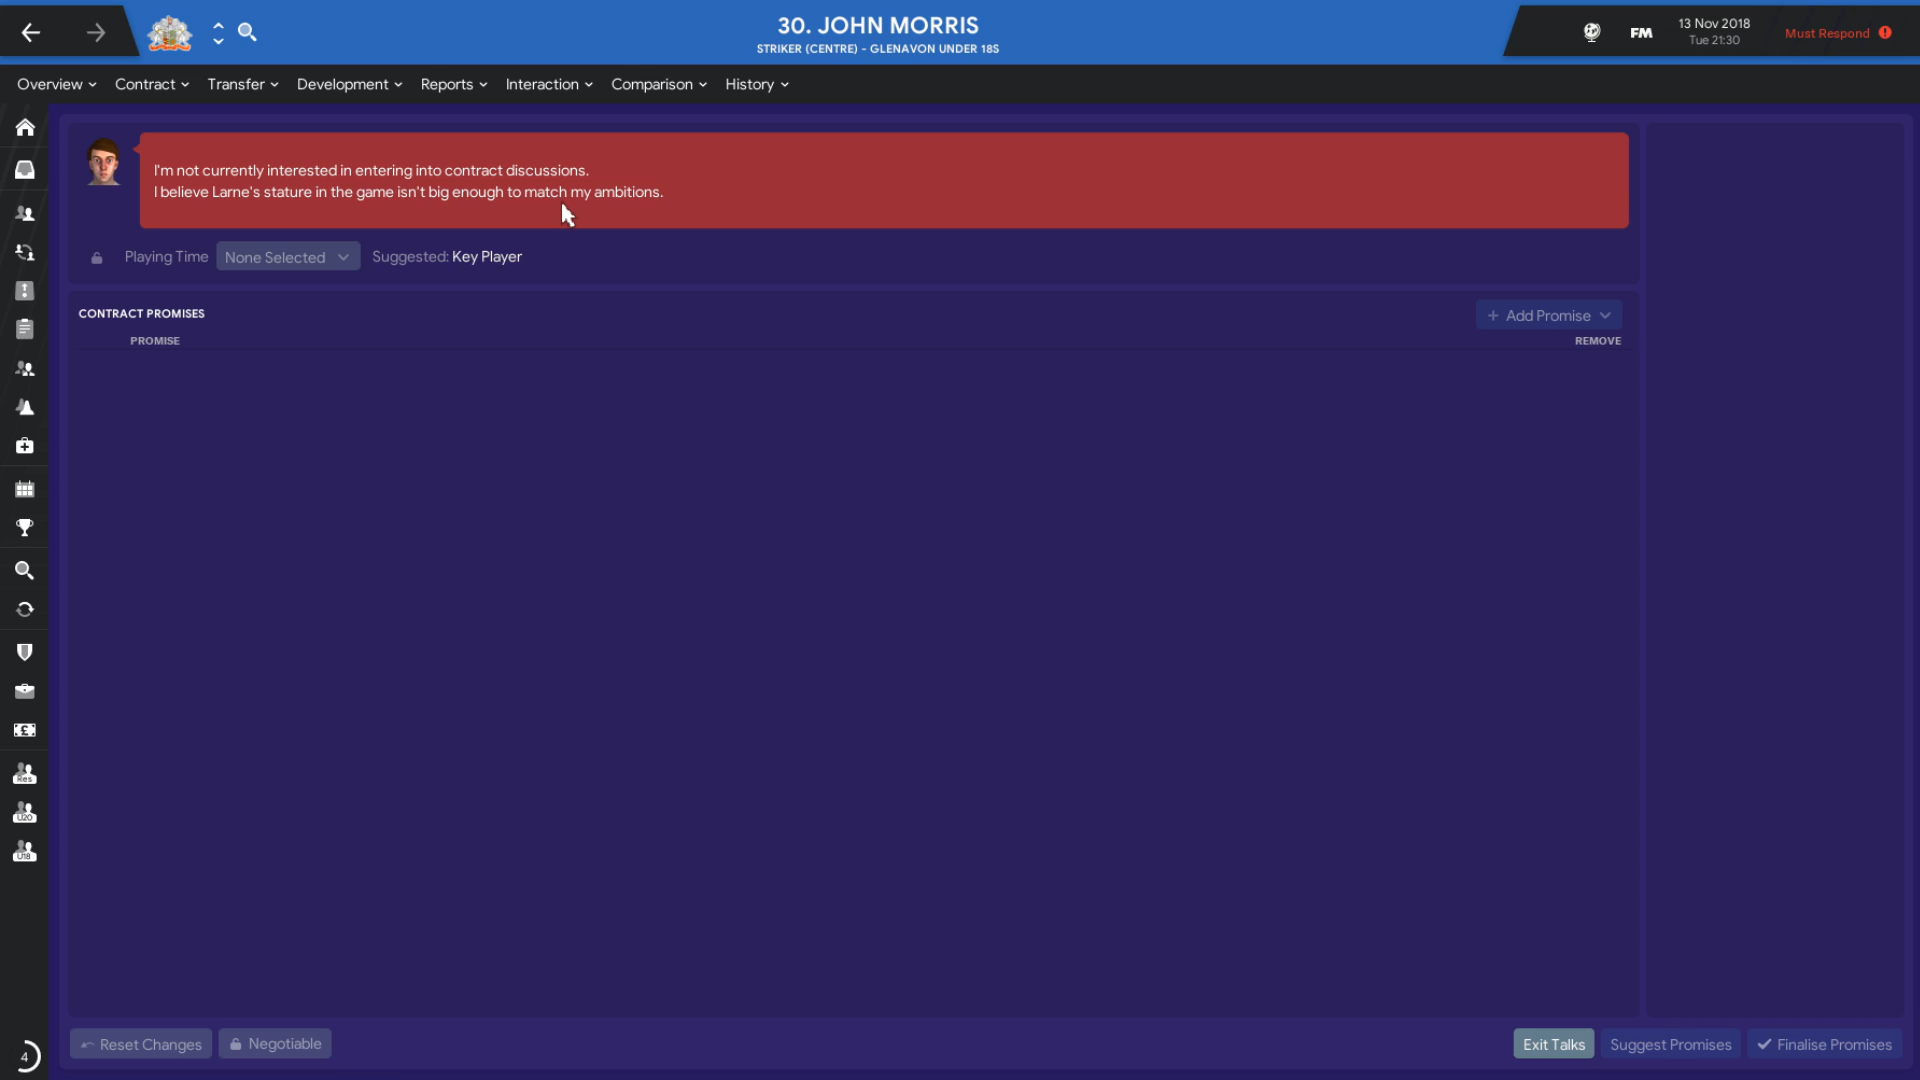 30. JOHN MORRIS
STRIKER (CENTRE) - GLENAVON UNDER 18S
FM
13 Nov 2018
Tue 21:30
Must Respond
Overview
Contract
Transfer
Development
Reports
Interaction
Comparison
History
I'm not currently interested in entering into contract discussions.
I believe Larne's stature in the game isn't big enough to match my ambitions.
Playing Time
None Selected
Suggested: Key Player
CONTRACT PROMISES
+ Add Promise
PROMISE
REMOVE
Res
U20
U18
4
Reset Changes
Negotiable
Exit Talks
Suggest Promises
Finalise Promises